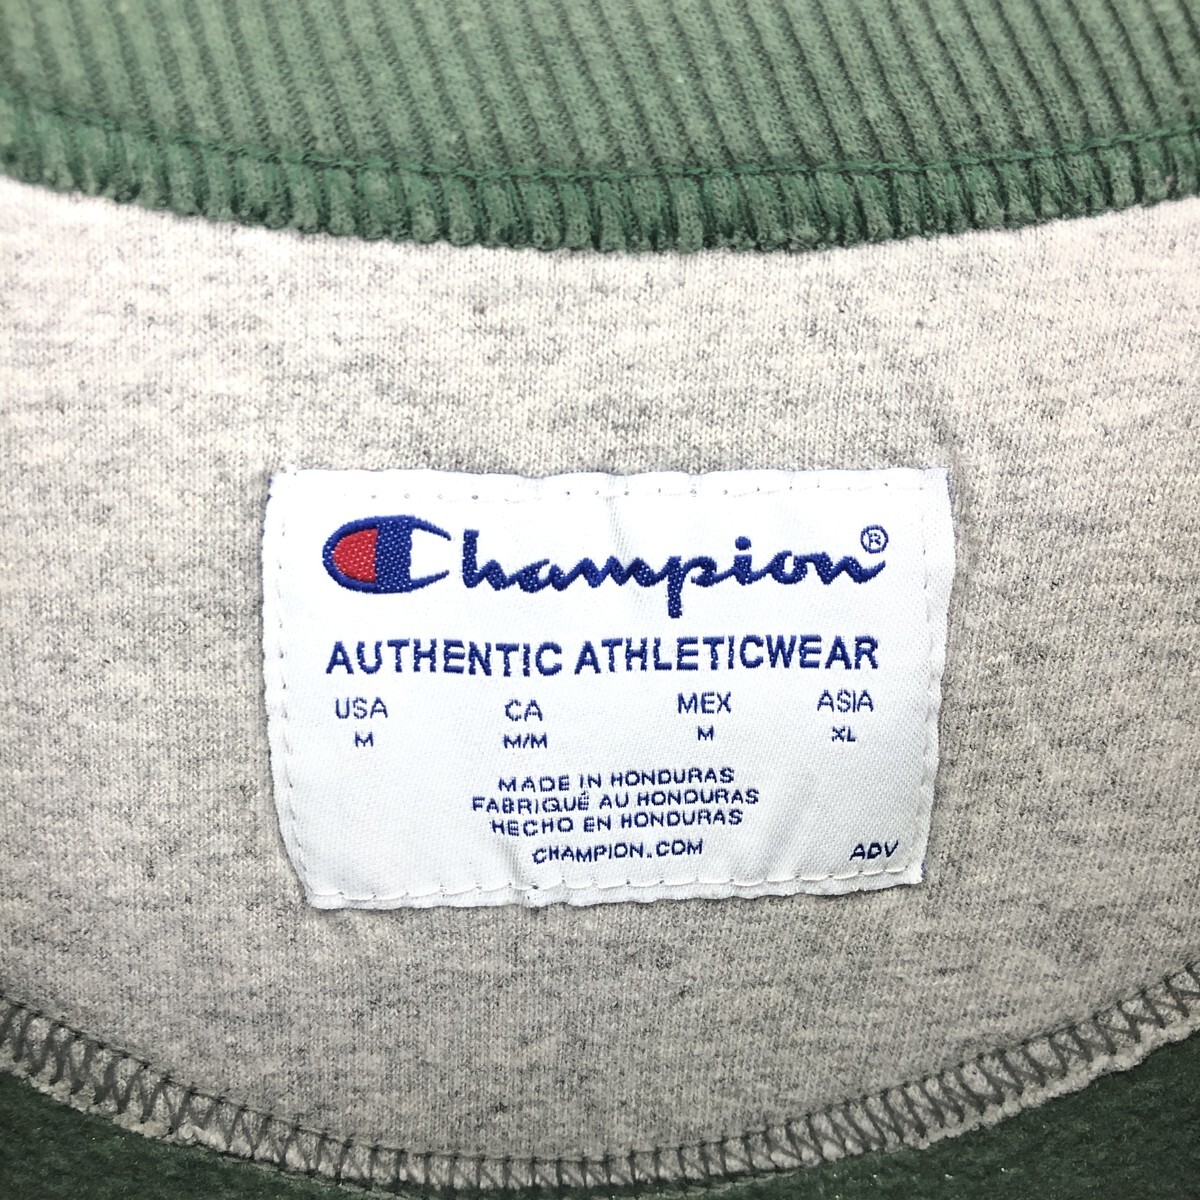 Champion®
AUTHENTIC ATHLETICWEAR
USA CA MEX ASIA
M M/M M XL
MADE IN HONDURAS
FABRIQUÉ AU HONDURAS
HECHO EN HONDURAS
CHAMPION.COM ADV